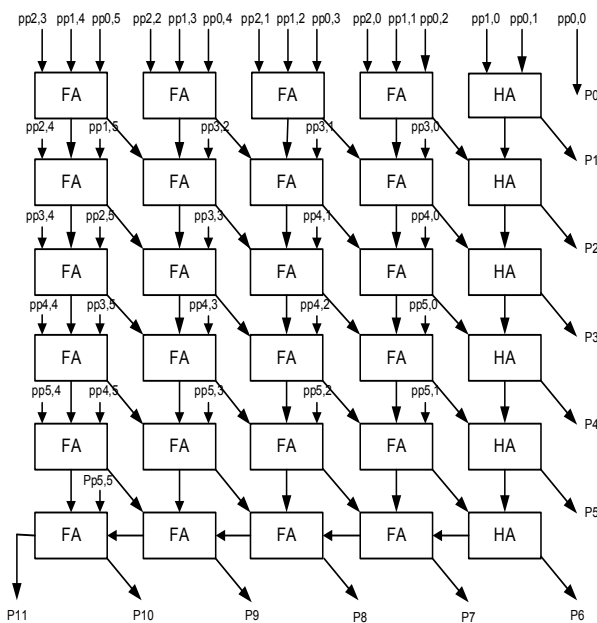 pp2,3 pp1,4 pp0,5 pp2,2 pp1,3 pp0,4 pp2,1 pp1,2 pp0,3 pp2,0 pp1,1 pp0,2 pp1,0 pp0,1 pp0,0
FA FA FA FA HA P0
pp2,4 pp1,5 pp3,2 pp3,1 pp3,0
P1
FA FA FA FA HA
pp3,4 pp2,5 pp3,3 pp4,1 pp4,0
P2
FA FA FA FA HA
pp4,4 pp3,5 pp4,3 pp4,2 pp5,0
P3
FA FA FA FA HA
pp5,4 pp4,5 pp5,3 pp5,2 pp5,1
P4
FA FA FA FA HA
Pp5,5
P5
FA FA FA FA HA
P11 P10 P9 P8 P7 P6